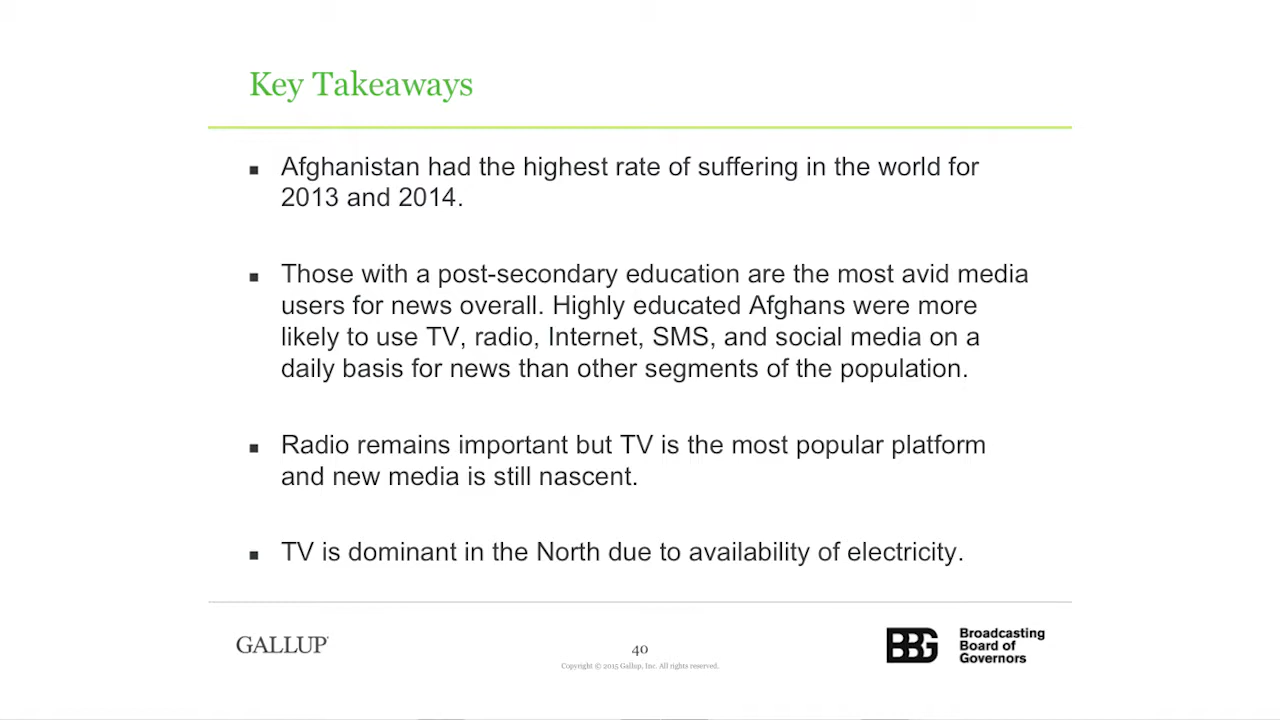 Key Takeaways
▪ Afghanistan had the highest rate of suffering in the world for
2013 and 2014.
▪ Those with a post-secondary education are the most avid media
users for news overall. Highly educated Afghans were more
likely to use TV, radio, Internet, SMS, and social media on a
daily basis for news than other segments of the population.
▪ Radio remains important but TV is the most popular platform
and new media is still nascent.
▪ TV is dominant in the North due to availability of electricity.
GALLUP®
40
Copyright © 2015 Gallup, Inc. All rights reserved.
BBG
Broadcasting
Board of
Governors